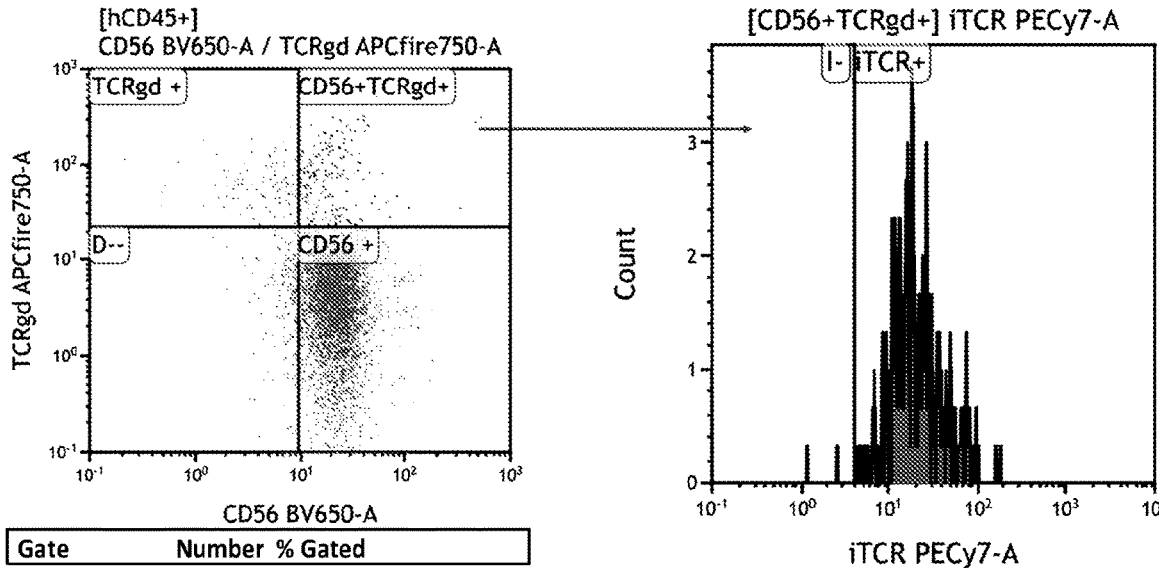 [hCD45+]
CD56 BV650-A / TCRgd APCfire750-A
10³
TCRgd +
CD56+TCRgd+
10²
D--
CD56 +
10¹
10⁰
10⁻¹
TCRgd APCfire750-A
10⁻¹ 10⁰ 10¹ 10² 10³
CD56 BV650-A
Gate Number % Gated
[CD56+TCRgd+] iTCR PECy7-A
I- iTCR+
3
2
1
0
Count
10⁻¹ 10⁰ 10¹ 10² 10³ 10
iTCR PECy7-A